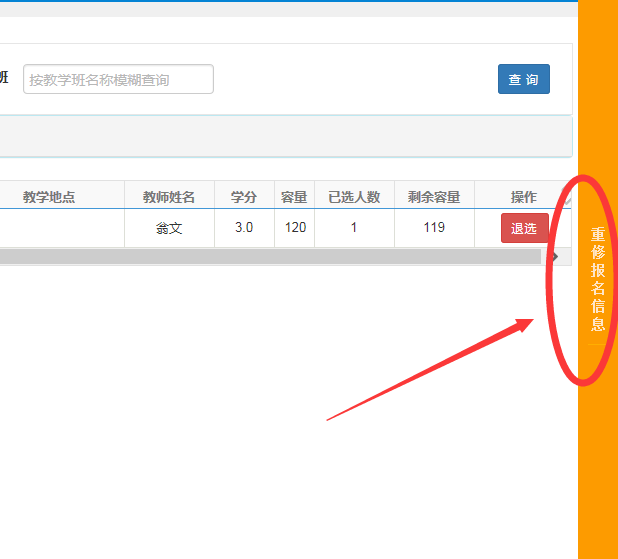 班 按教学班名称模糊查询 查 询
教学地点 教师姓名 学分 容量 已选人数 剩余容量 操作
翁文 3.0 120 1 119 退选
重修报名信息